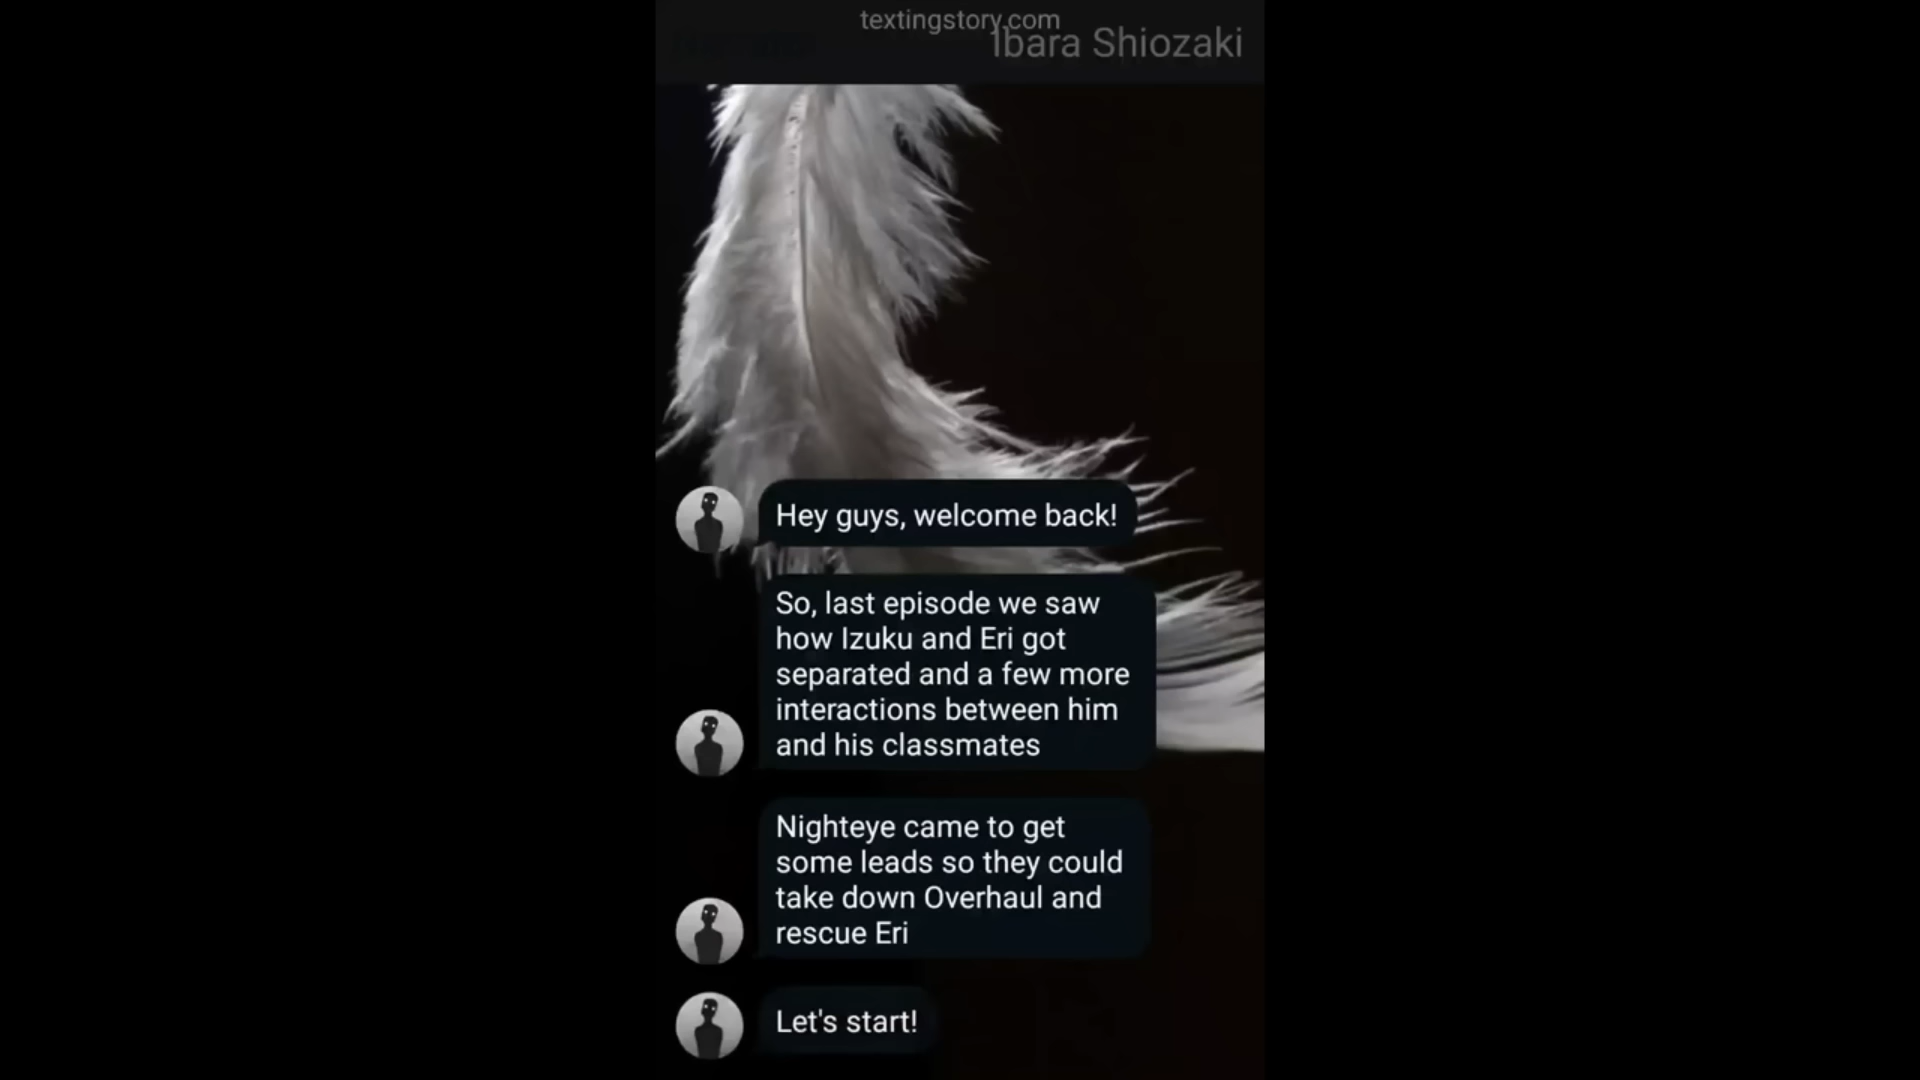 textingstory.com
Ibara Shiozaki
Hey guys, welcome back!
So, last episode we saw
how Izuku and Eri got
separated and a few more
interactions between him
and his classmates
Nighteye came to get
some leads so they could
take down Overhaul and
rescue Eri
Let's start!